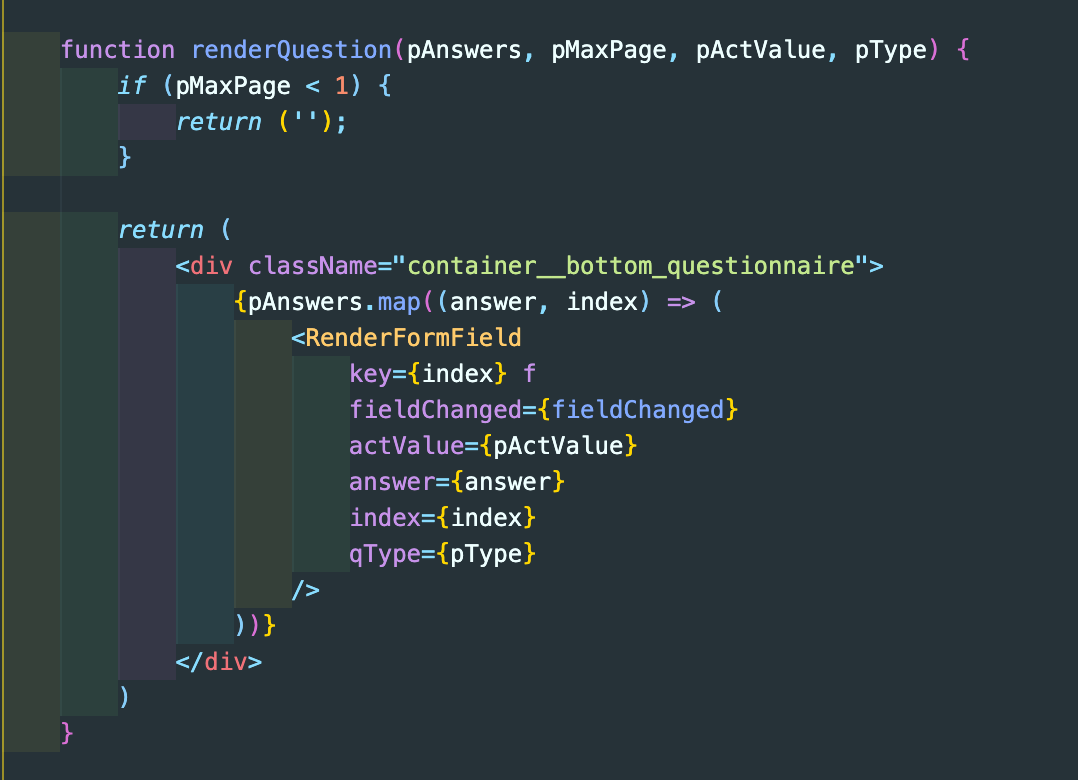 function renderQuestion(pAnswers, pMaxPage, pActValue, pType) {
if (pMaxPage < 1) {
return ('');
}
return (
<div className="container__bottom_questionnaire">
{pAnswers.map((answer, index) => (
<RenderFormField
key={index} f
fieldChanged={fieldChanged}
actValue={pActValue}
answer={answer}
index={index}
qType={pType}
/>
))}
</div>
)
}